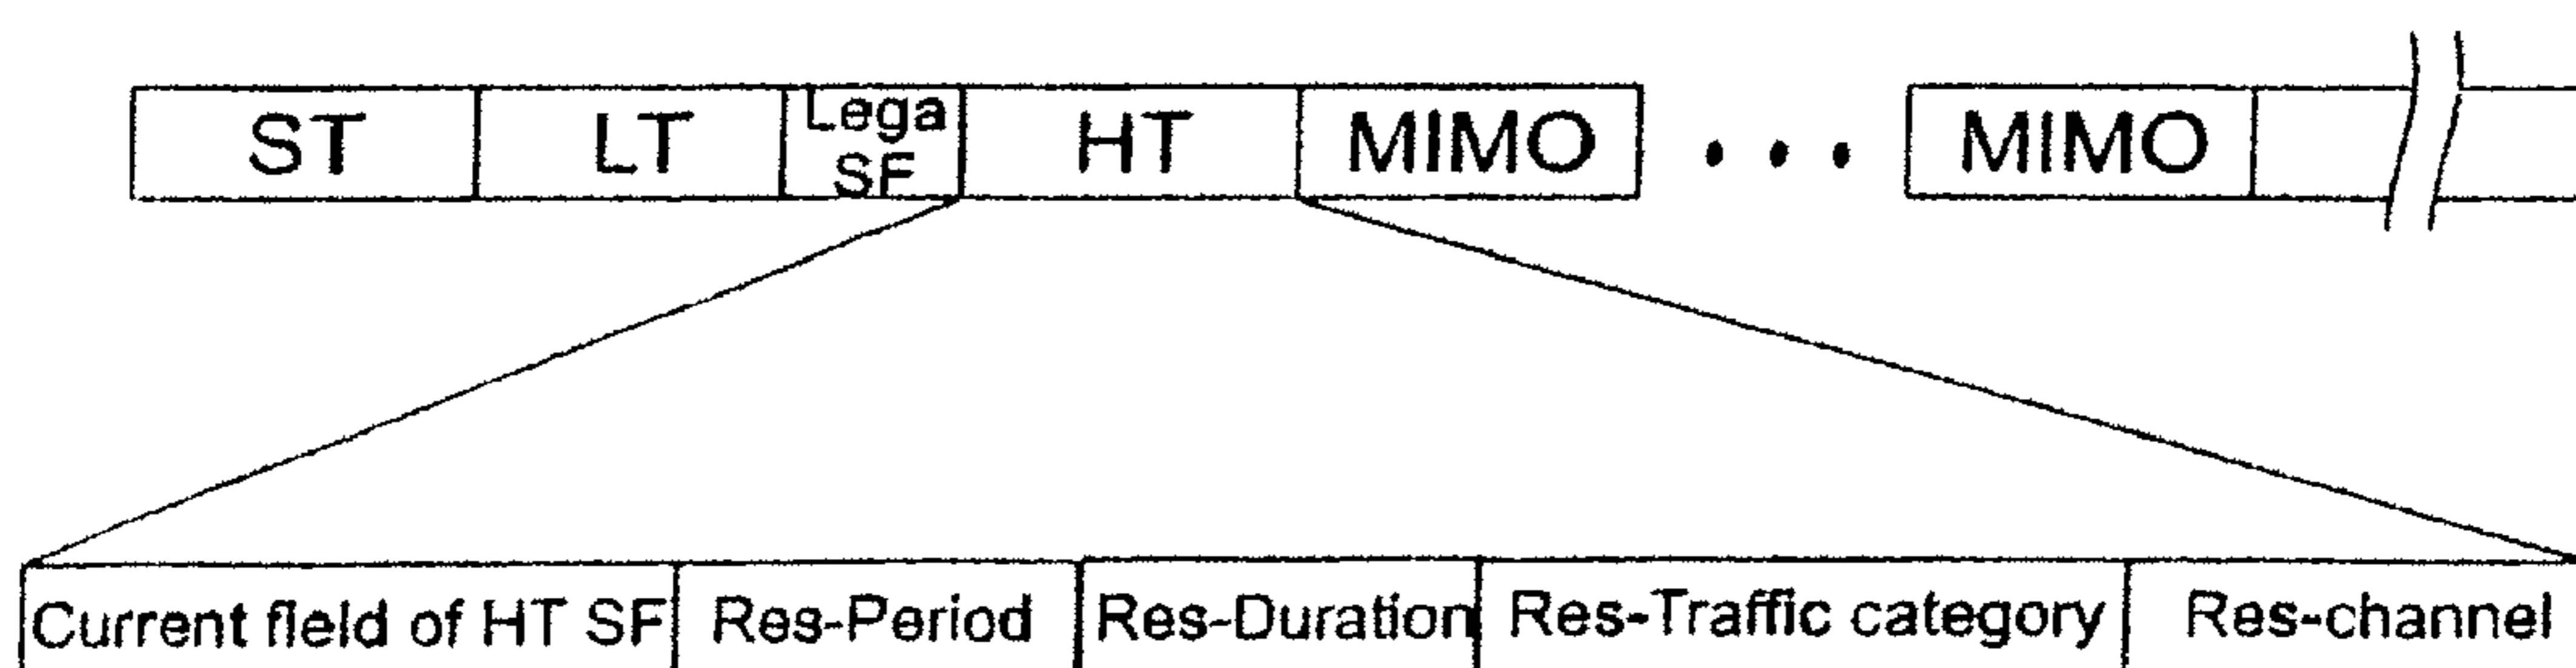 ST LT Lega SF HT MIMO • • • MIMO
Current field of HT SF Res-Period Res-Duration Res-Traffic category Res-channel